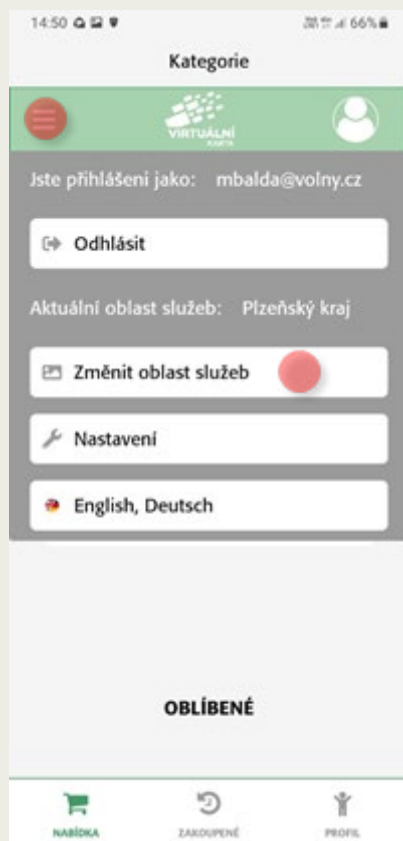 14:50
66%
Kategorie
VIRTUÁLNÍ
KARTA
Jste přihlášeni jako: mbalda@volny.cz
Odhlásit
Aktuální oblast služeb: Plzeňský kraj
Změnit oblast služeb
Nastavení
English, Deutsch
OBLÍBENÉ
NABÍDKA
ZAKOUPENÉ
PROFIL